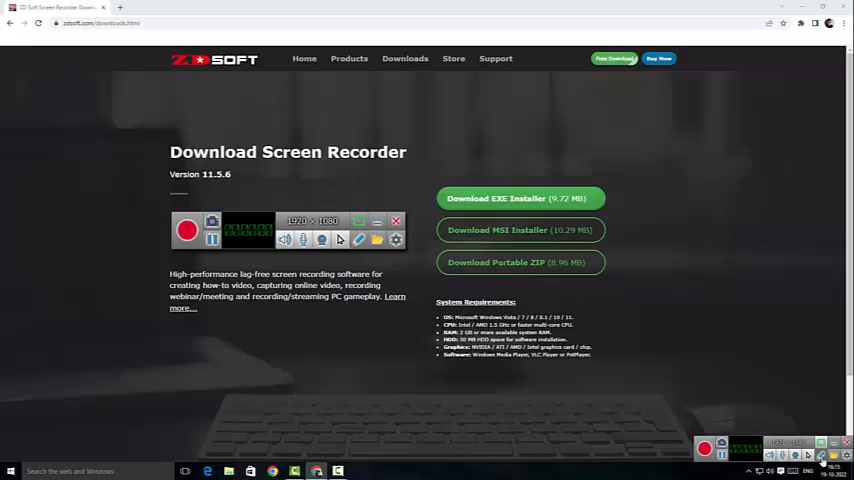 ZD Soft Screen Recorder Downl
zdsoft.com/downloads.html
ZD SOFT
Home Products Downloads Store Support
Free Download
Buy Now
Download Screen Recorder
Version 11.5.6
Download EXE Installer (9.72 MB)
1920 × 1080
Download MSI Installer (10.29 MB)
Download Portable ZIP (8.96 MB)
High-performance lag-free screen recording software for
creating how-to video, capturing online video, recording
webinar/meeting and recording/streaming PC gameplay. Learn
more...
System Requirements:
OS: Microsoft Windows Vista / 7 / 8 / 8.1 / 10 / 11.
CPU: Intel / AMD 1.5 GHz or faster multi-core CPU.
RAM: 2 GB or more available system RAM.
HDD: 30 MB HDD space for software installation.
Graphics: NVIDIA / ATI / AMD / Intel graphics card / chip.
Software: Windows Media Player, VLC Player or PotPlayer.
1920 × 1080
Search the web and Windows
ENG
16:15
19-10-2022